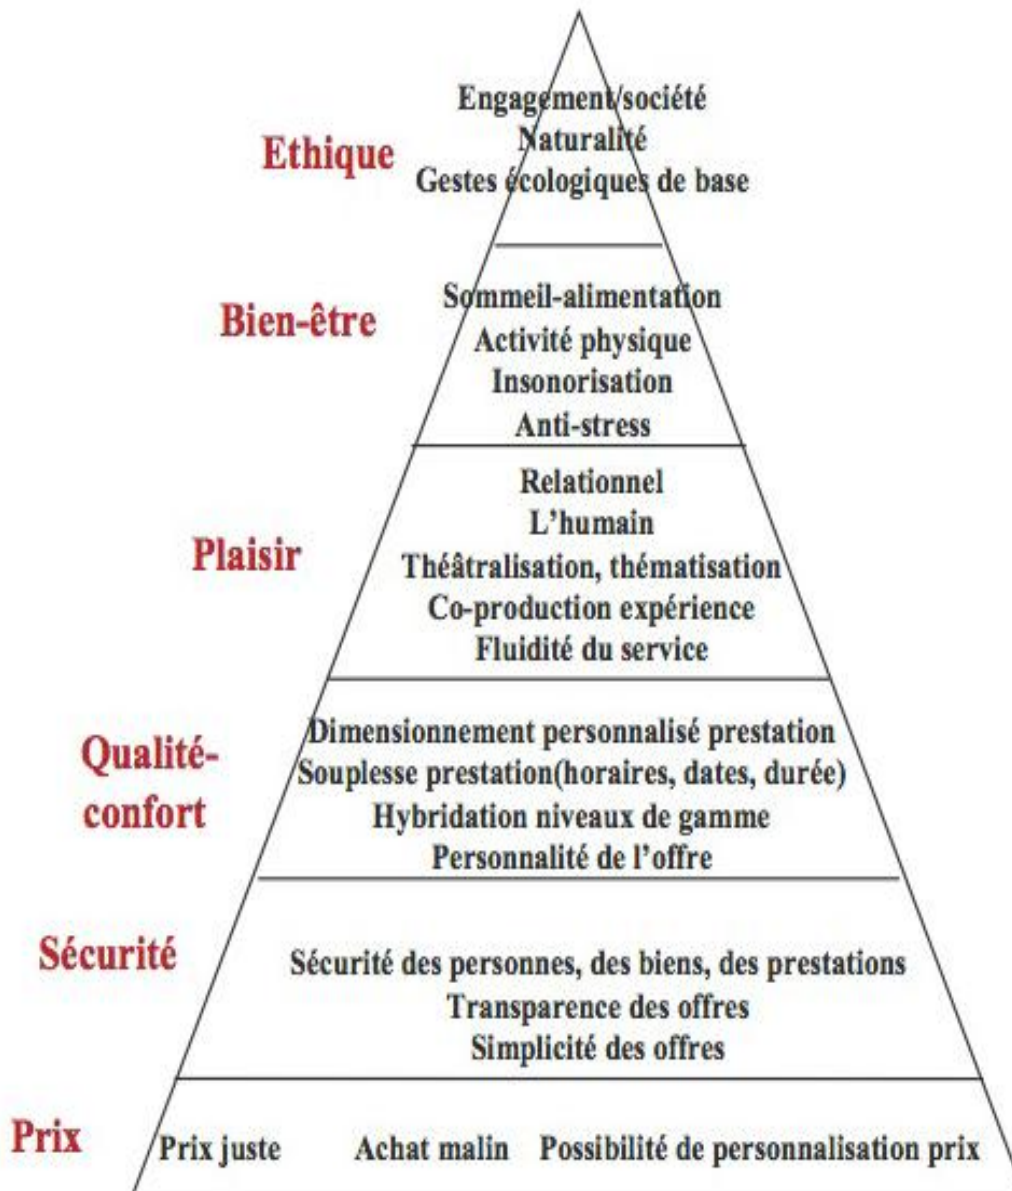 Ethique
Engagement/société
Naturalité
Gestes écologiques de base
Bien-être
Sommeil-alimentation
Activité physique
Insonorisation
Anti-stress
Plaisir
Relationnel
L’humain
Théâtralisation, thématisation
Co-production expérience
Fluidité du service
Qualité-
confort
Dimensionnement personnalisé prestation
Souplesse prestation(horaires, dates, durée)
Hybridation niveaux de gamme
Personnalité de l’offre
Sécurité
Sécurité des personnes, des biens, des prestations
Transparence des offres
Simplicité des offres
Prix
Prix juste Achat malin Possibilité de personnalisation prix